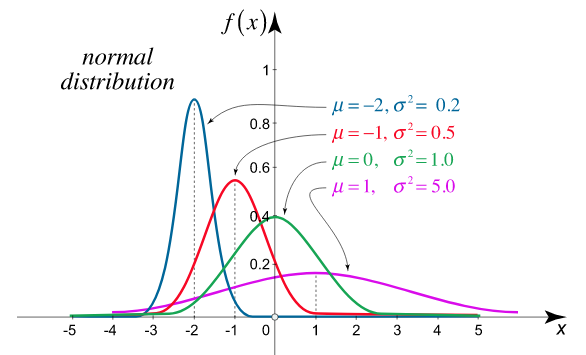 f(x)
normal
distribution
1
μ = −2, σ² = 0.2
0.8
μ = −1, σ² = 0.5
0.6
μ = 0, σ² = 1.0
μ = 1, σ² = 5.0
0.4
0.2
-5 -4 -3 -2 -1 0 1 2 3 4 5 x